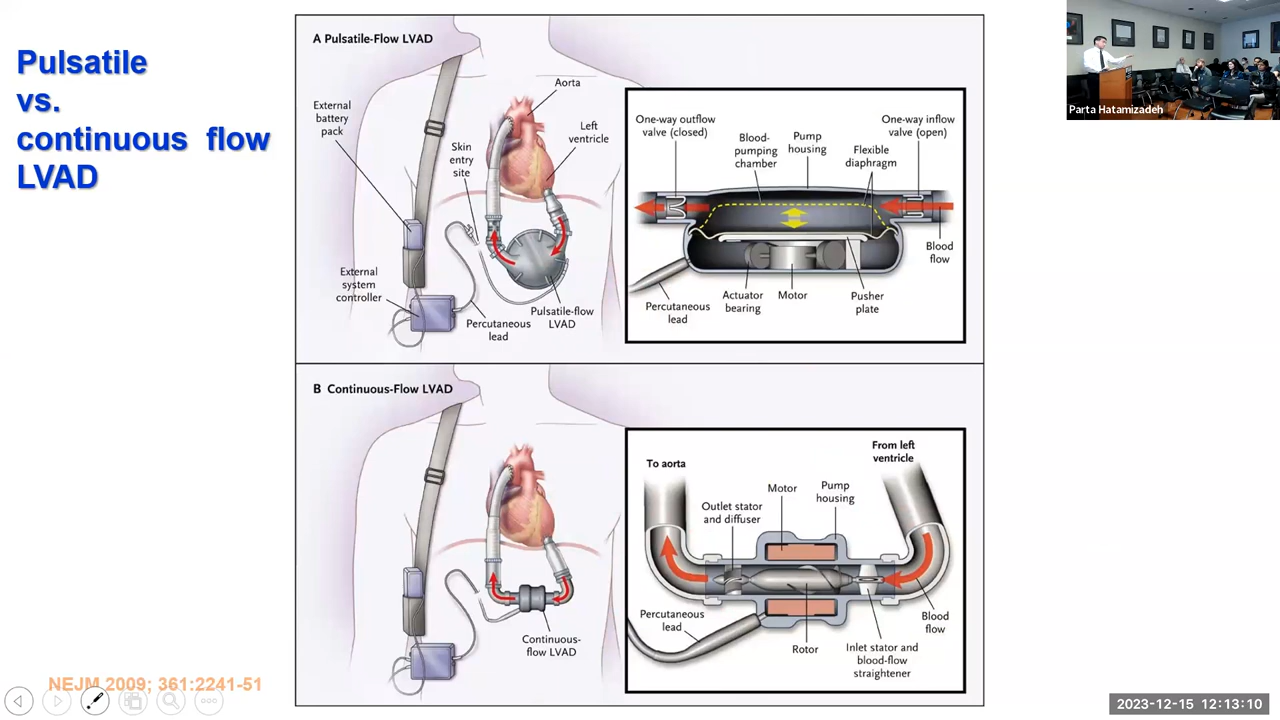 Pulsatile
vs.
continuous flow
LVAD
A Pulsatile-Flow LVAD
External
battery
pack
Skin
entry
site
Aorta
Left
ventricle
External
system
controller
Percutaneous
lead
Pulsatile-flow
LVAD
One-way outflow
valve (closed)
Blood-
pumping
chamber
Pump
housing
Flexible
diaphragm
One-way inflow
valve (open)
Blood
flow
Percutaneous
lead
Actuator
bearing
Motor
Pusher
plate
B Continuous-Flow LVAD
Continuous-
flow LVAD
To aorta
From left
ventricle
Outlet stator
and diffuser
Motor
Pump
housing
Percutaneous
lead
Rotor
Inlet stator and
blood-flow
straightener
Blood
flow
NEJM 2009; 361:2241-51
Parta Hatamizadeh
2023-12-15 12:13:10